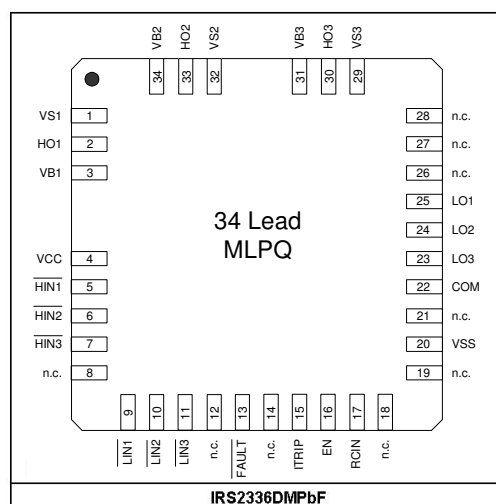 VB2 HO2 VS2 VB3 HO3 VS3
34 33 32 31 30 29
VS1 1 28 n.c.
HO1 2 27 n.c.
VB1 3 26 n.c.
25 LO1
34 Lead
MLPQ
24 LO2
VCC 4 23 LO3
HIN1 5 22 COM
HIN2 6 21 n.c.
HIN3 7 20 VSS
n.c. 8 19 n.c.
9 10 11 12 13 14 15 16 17 18
LIN1 LIN2 LIN3 n.c. FAULT n.c. ITRIP EN RCIN n.c.
IRS2336DMPbF